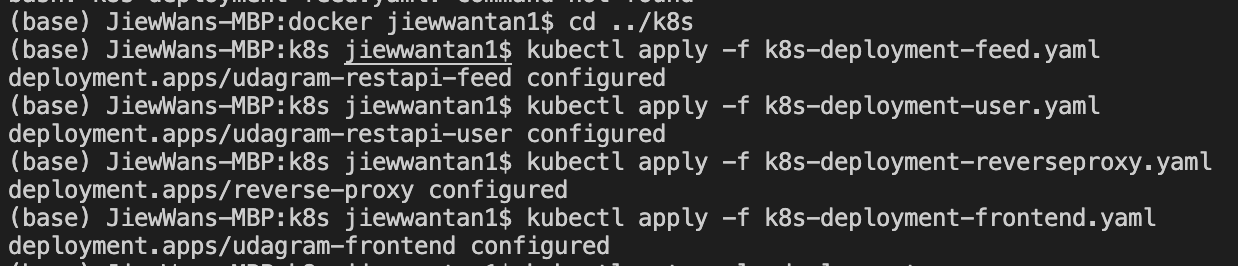 (base) JiewWans-MBP:docker jiewwantan1$ cd ../k8s
(base) JiewWans-MBP:k8s jiewwantan1$ kubectl apply -f k8s-deployment-feed.yaml
deployment.apps/udagram-restapi-feed configured
(base) JiewWans-MBP:k8s jiewwantan1$ kubectl apply -f k8s-deployment-user.yaml
deployment.apps/udagram-restapi-user configured
(base) JiewWans-MBP:k8s jiewwantan1$ kubectl apply -f k8s-deployment-reverseproxy.yaml
deployment.apps/reverse-proxy configured
(base) JiewWans-MBP:k8s jiewwantan1$ kubectl apply -f k8s-deployment-frontend.yaml
deployment.apps/udagram-frontend configured